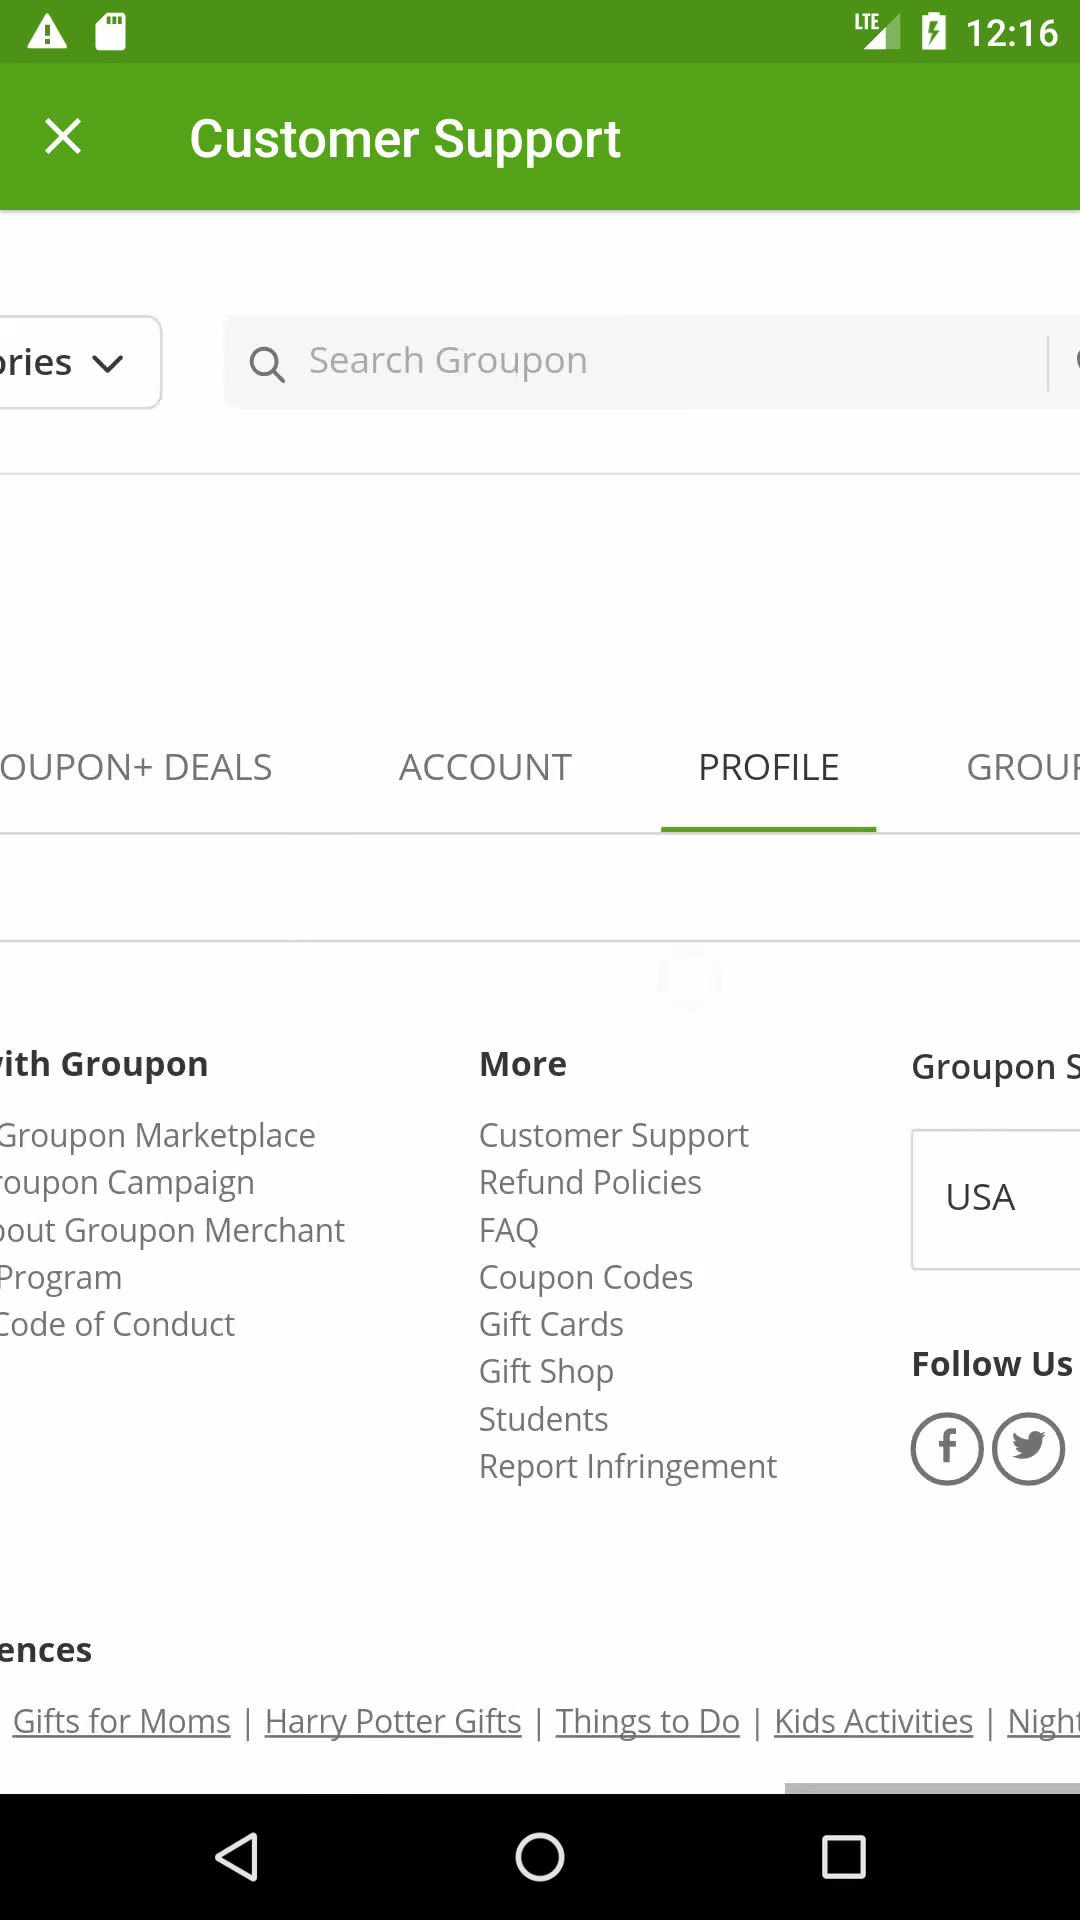 LTE 12:16
Customer Support
ories
Search Groupon
OUPON+ DEALS ACCOUNT PROFILE GROUP
ith Groupon
Groupon Marketplace
roupon Campaign
out Groupon Merchant
Program
Code of Conduct
More
Customer Support
Refund Policies
FAQ
Coupon Codes
Gift Cards
Gift Shop
Students
Report Infringement
Groupon S
USA
Follow Us
ences
Gifts for Moms | Harry Potter Gifts | Things to Do | Kids Activities | Night